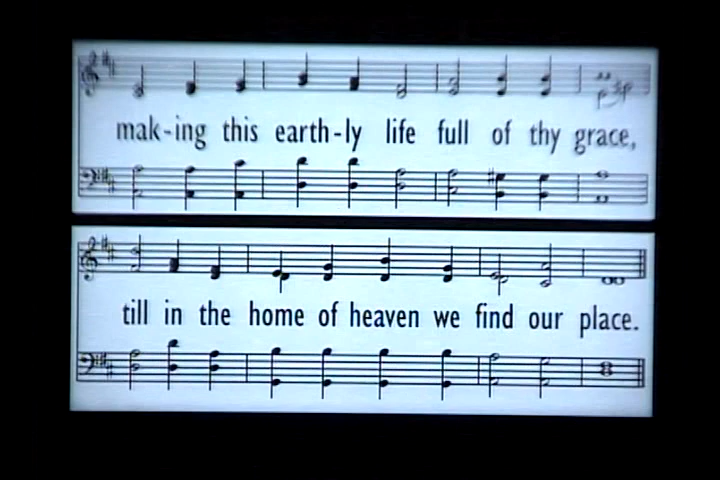 mak-ing this earth-ly life full of thy grace,
till in the home of heaven we find our place.